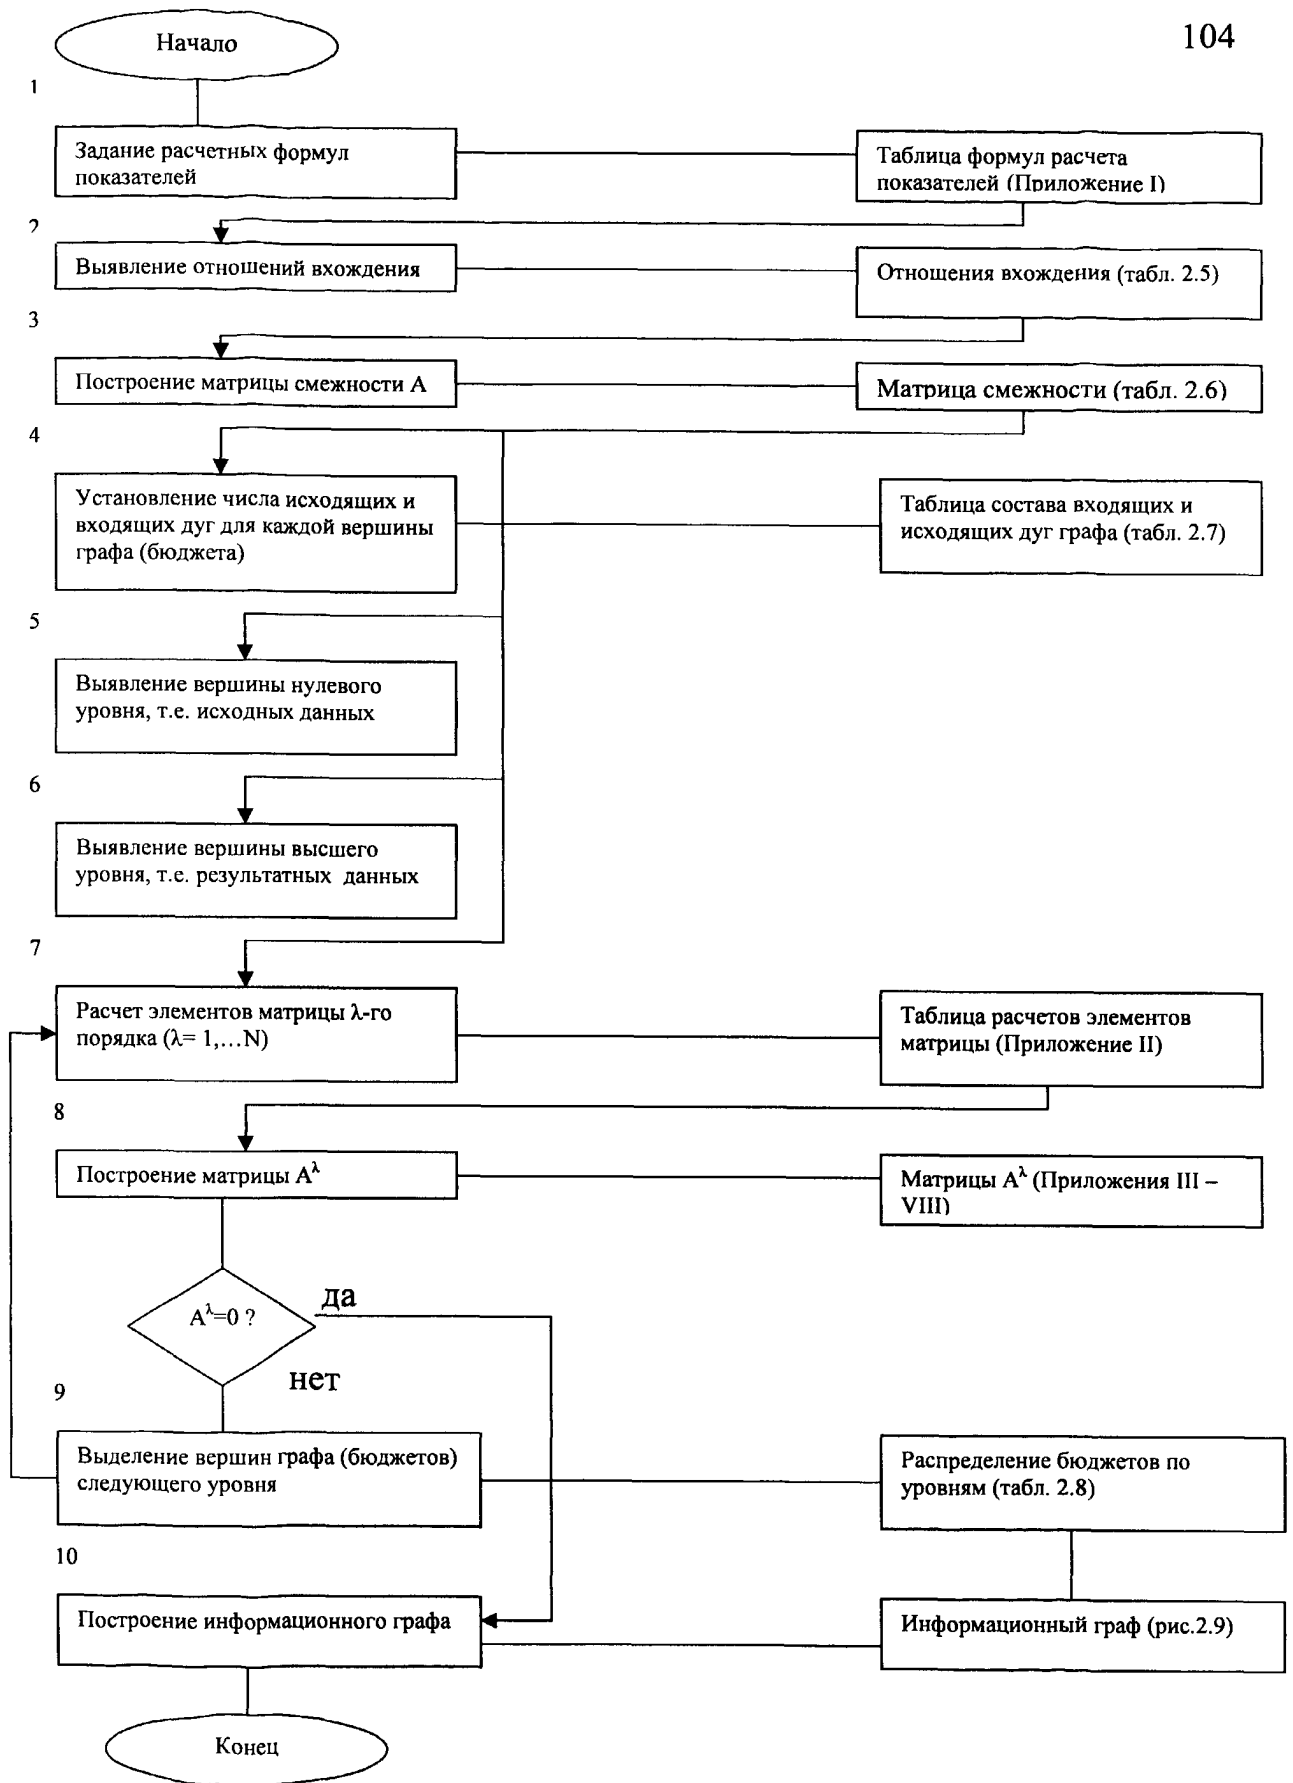 104
Начало
1
Задание расчетных формул
показателей
Таблица формул расчета
показателей (Приложение I)
2
Выявление отношений вхождения
Отношения вхождения (табл. 2.5)
3
Построение матрицы смежности А
Матрица смежности (табл. 2.6)
4
Установление числа исходящих и
входящих дуг для каждой вершины
графа (бюджета)
Таблица состава входящих и
исходящих дуг графа (табл. 2.7)
5
Выявление вершины нулевого
уровня, т.е. исходных данных
6
Выявление вершины высшего
уровня, т.е. результатных данных
7
Расчет элементов матрицы λ-го
порядка (λ= 1,…N)
Таблица расчетов элементов
матрицы (Приложение II)
8
Построение матрицы А^λ
Матрицы А^λ (Приложения III –
VIII)
А^λ=0 ?
да
нет
9
Выделение вершин графа (бюджетов)
следующего уровня
Распределение бюджетов по
уровням (табл. 2.8)
10
Построение информационного графа
Информационный граф (рис.2.9)
Конец